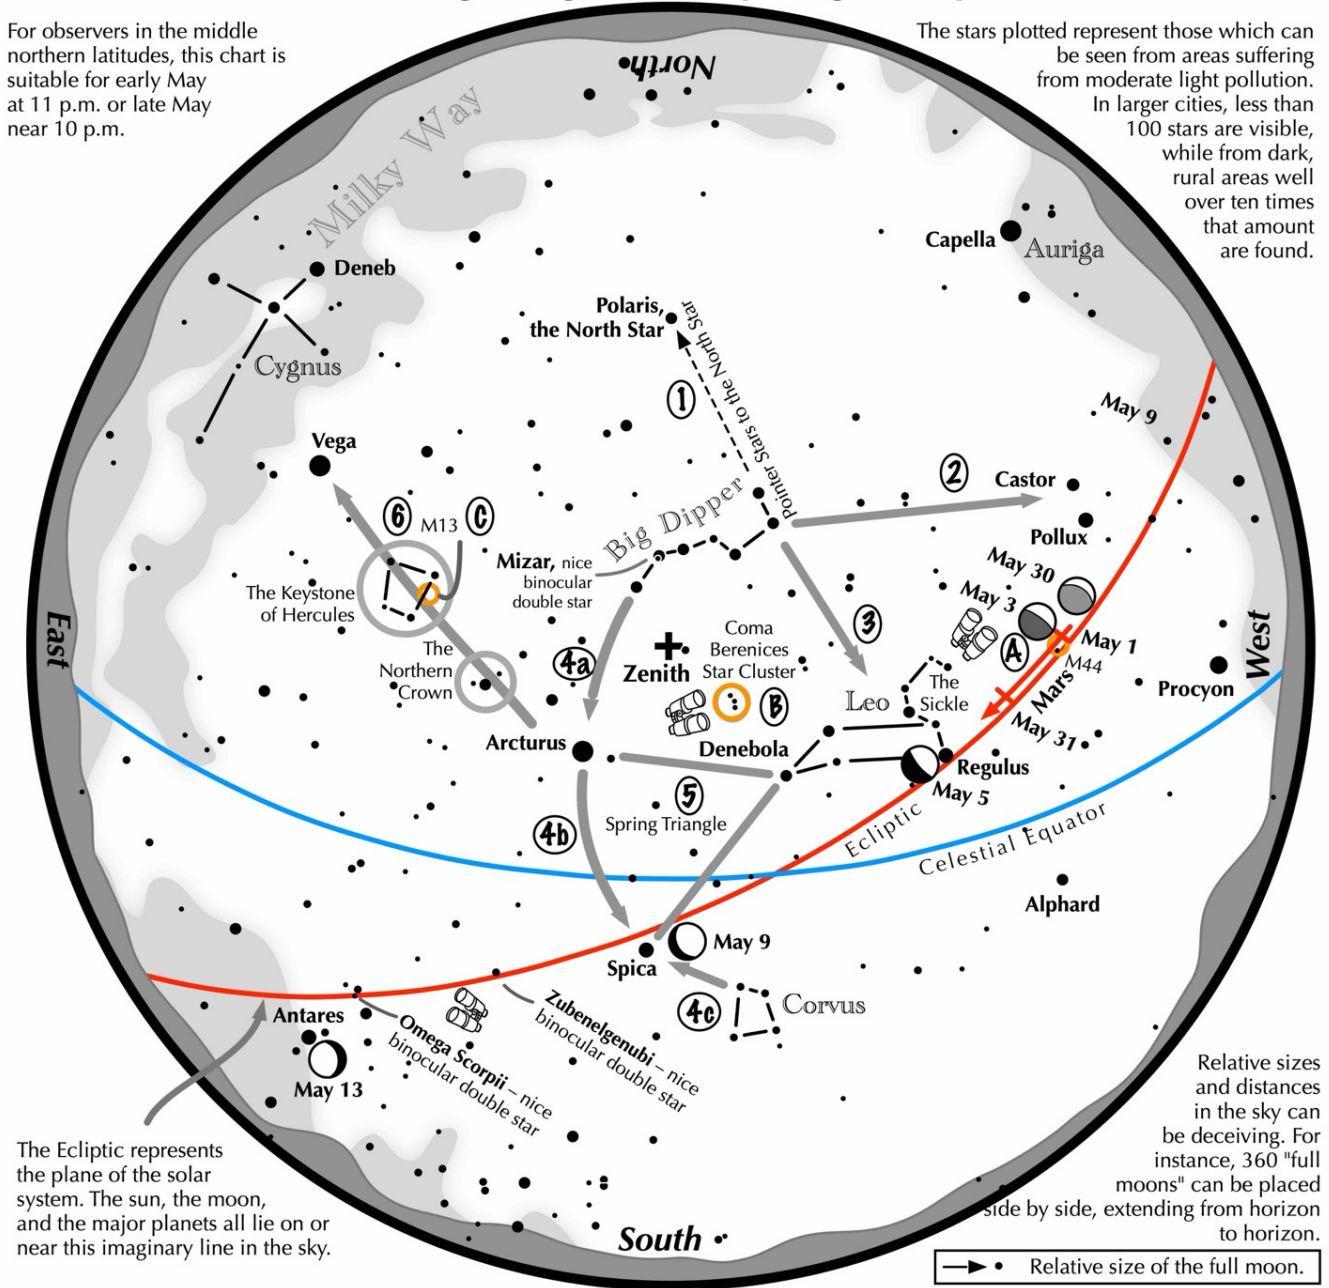 For observers in the middle
northern latitudes, this chart is
suitable for early May
at 11 p.m. or late May
near 10 p.m.
The stars plotted represent those which can
be seen from areas suffering
from moderate light pollution.
In larger cities, less than
100 stars are visible,
while from dark,
rural areas well
over ten times
that amount
are found.
North
Milky Way
Capella
Auriga
Deneb
Cygnus
Polaris,
the North Star
Pointer Stars to the North Star
1
May 9
Vega
2
Castor
Pollux
6
M13
C
Big Dipper
Mizar, nice
binocular
double star
The Keystone
of Hercules
May 30
May 3
A
May 1
M44
Mars
May 31
East
West
3
The
Northern
Crown
4a
Zenith
Coma
Berenices
Star Cluster
B
Leo
The
Sickle
Procyon
Arcturus
Denebola
Regulus
May 5
5
Spring Triangle
4b
Ecliptic
Celestial Equator
Alphard
Spica
May 9
4c
Corvus
Antares
May 13
Omega Scorpii – nice
binocular double star
Zubenelgenubi – nice
binocular double star
The Ecliptic represents
the plane of the solar
system. The sun, the moon,
and the major planets all lie on or
near this imaginary line in the sky.
South
Relative sizes
and distances
in the sky can
be deceiving. For
instance, 360 "full
moons" can be placed
side by side, extending from horizon
to horizon.
Relative size of the full moon.